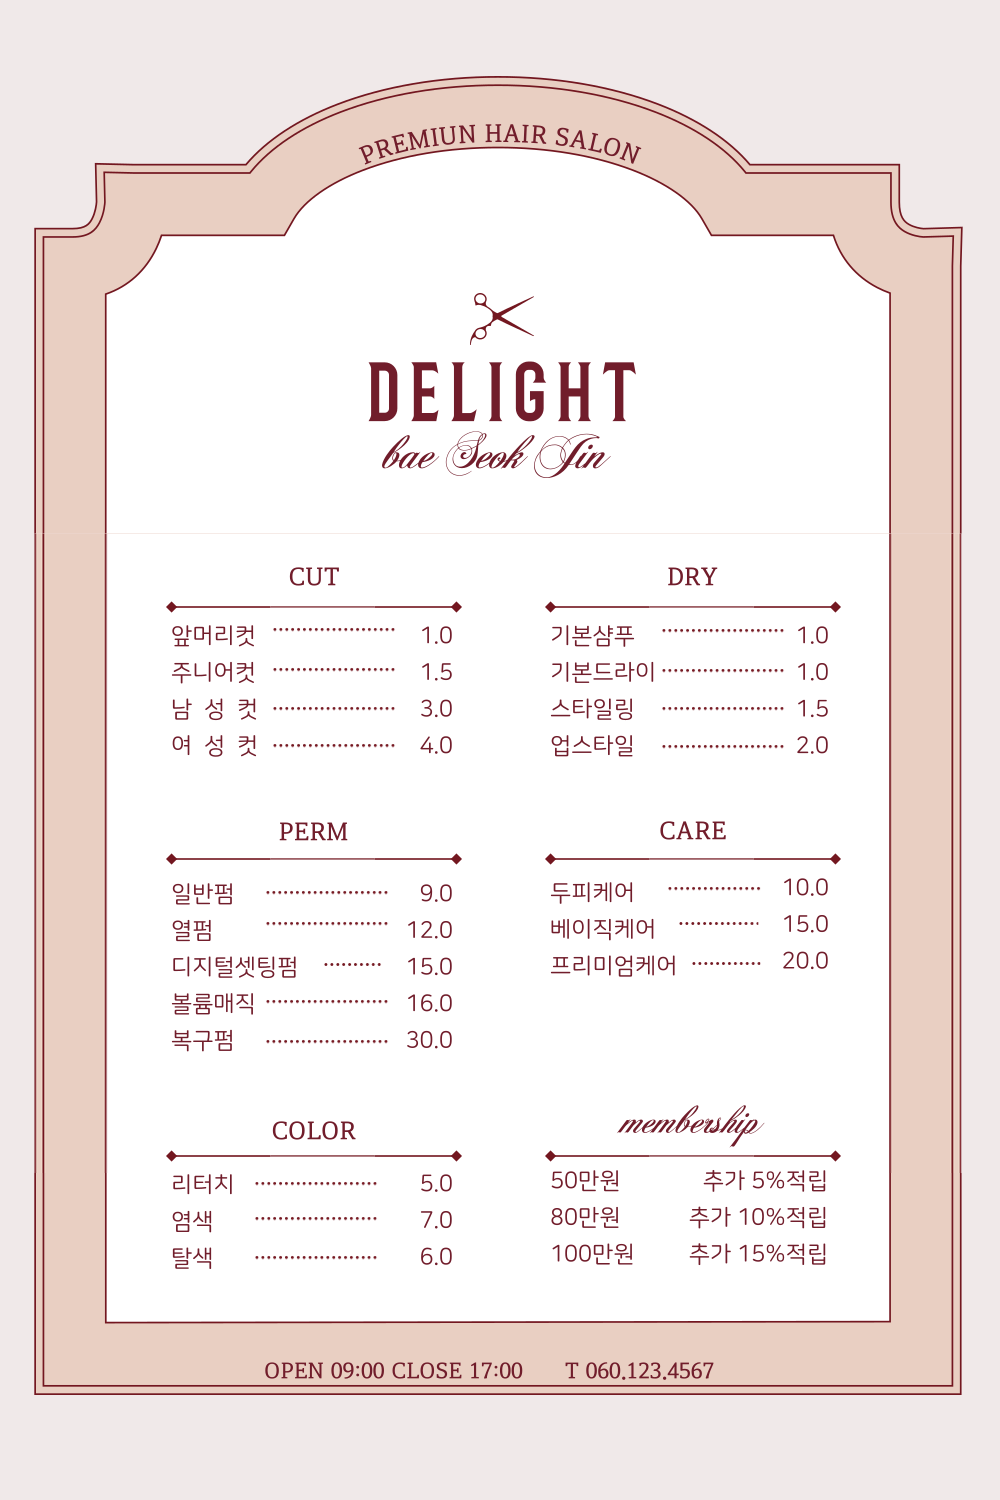 PREMIUN HAIR SALON
DELIGHT
bae Seok Jin
CUT
앞머리컷 1.0
주니어컷 1.5
남 성 컷 3.0
여 성 컷 4.0
DRY
기본샴푸 1.0
기본드라이 1.0
스타일링 1.5
업스타일 2.0
PERM
일반펌 9.0
열펌 12.0
디지털셋팅펌 15.0
볼륨매직 16.0
복구펌 30.0
CARE
두피케어 10.0
베이직케어 15.0
프리미엄케어 20.0
COLOR
리터치 5.0
염색 7.0
탈색 6.0
membership
50만원 추가 5%적립
80만원 추가 10%적립
100만원 추가 15%적립
OPEN 09:00 CLOSE 17:00 T 060.123.4567